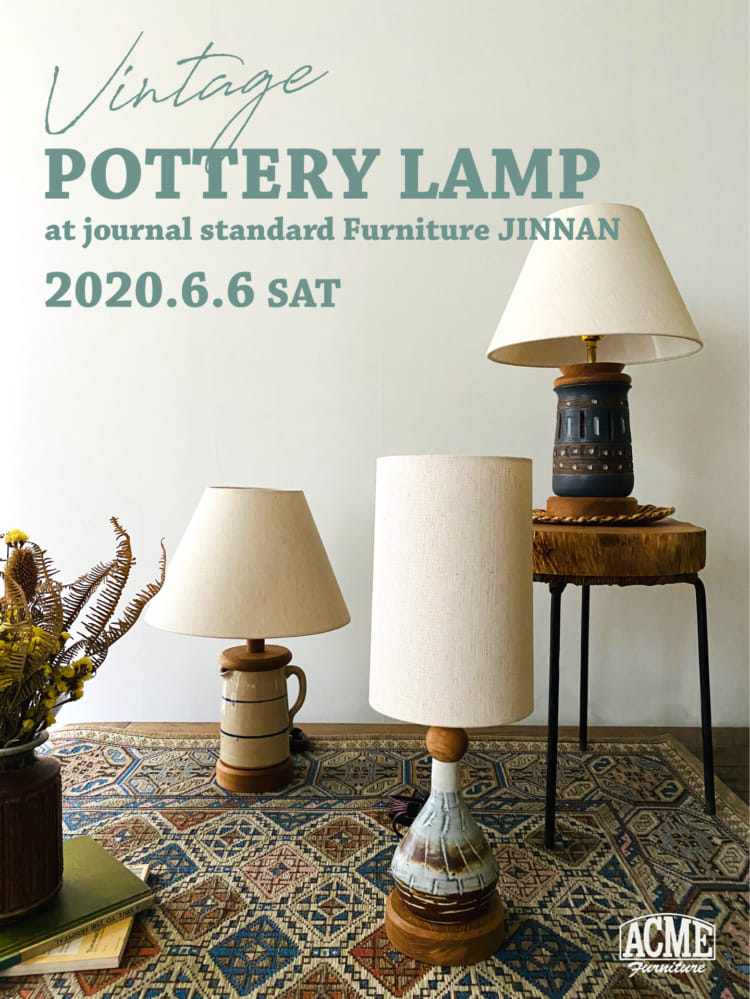 Vintage
POTTERY LAMP
at journal standard Furniture JINNAN
2020.6.6 SAT
ACME
Furniture